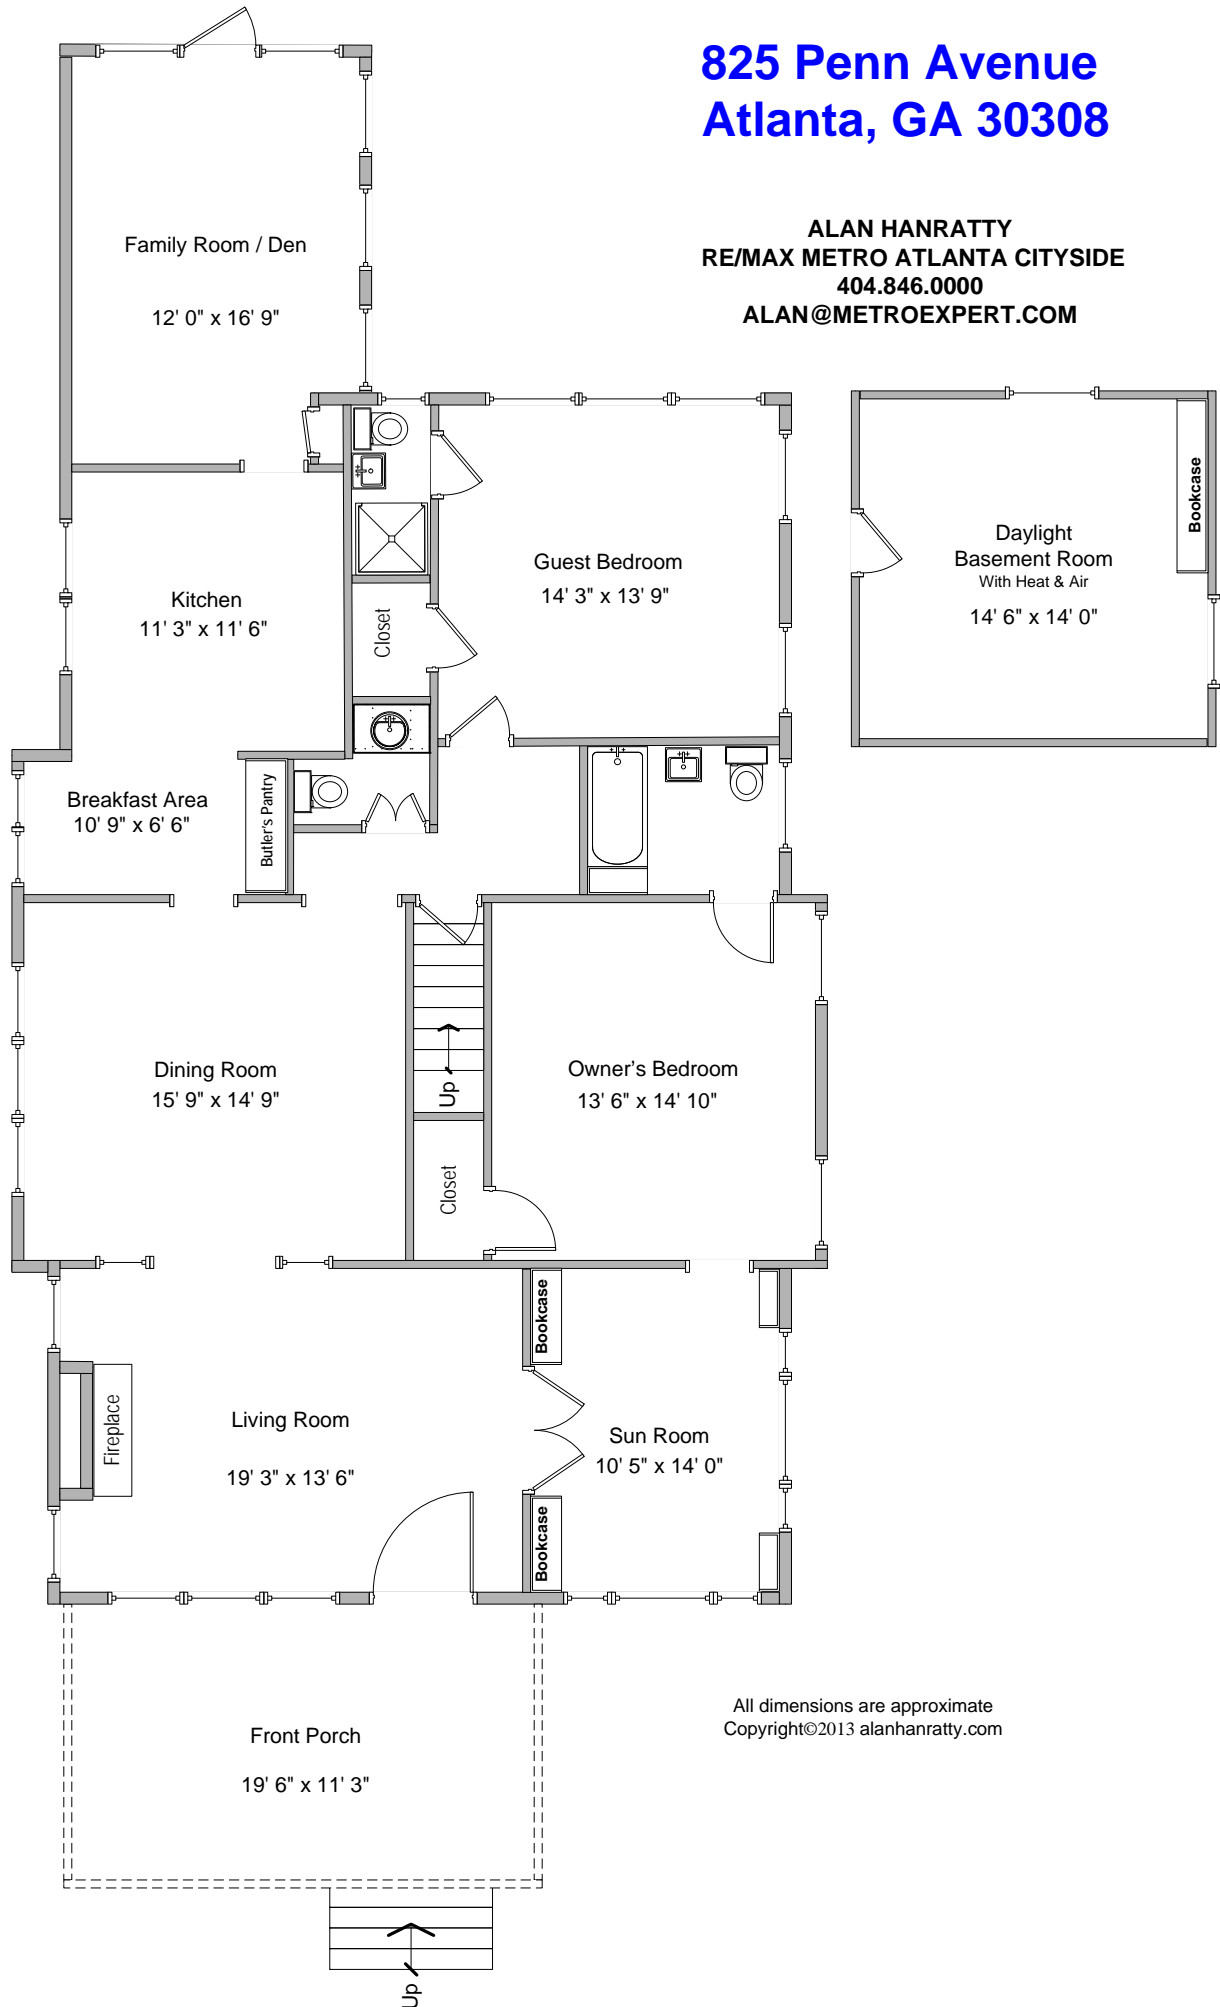 825 Penn Avenue
Atlanta, GA 30308
ALAN HANRATTY
RE/MAX METRO ATLANTA CITYSIDE
404.846.0000
ALAN@METROEXPERT.COM
Family Room / Den
12' 0" x 16' 9"
Bookcase
Daylight
Basement Room
With Heat & Air
14' 6" x 14' 0"
Guest Bedroom
14' 3" x 13' 9"
Kitchen
11' 3" x 11' 6"
Closet
Breakfast Area
10' 9" x 6' 6"
Butler's Pantry
Dining Room
15' 9" x 14' 9"
Up
Owner's Bedroom
13' 6" x 14' 10"
Closet
Bookcase
Fireplace
Living Room
19' 3" x 13' 6"
Sun Room
10' 5" x 14' 0"
Bookcase
Front Porch
19' 6" x 11' 3"
All dimensions are approximate
Copyright©2013 alanhanratty.com
Up